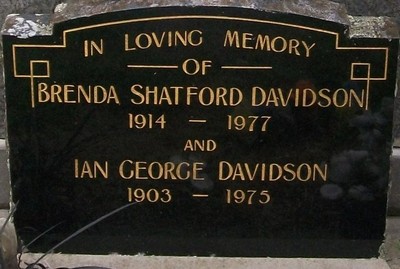 IN LOVING MEMORY
— OF —
BRENDA SHATFORD DAVIDSON
1914 — 1977
AND
IAN GEORGE DAVIDSON
1903 — 1975